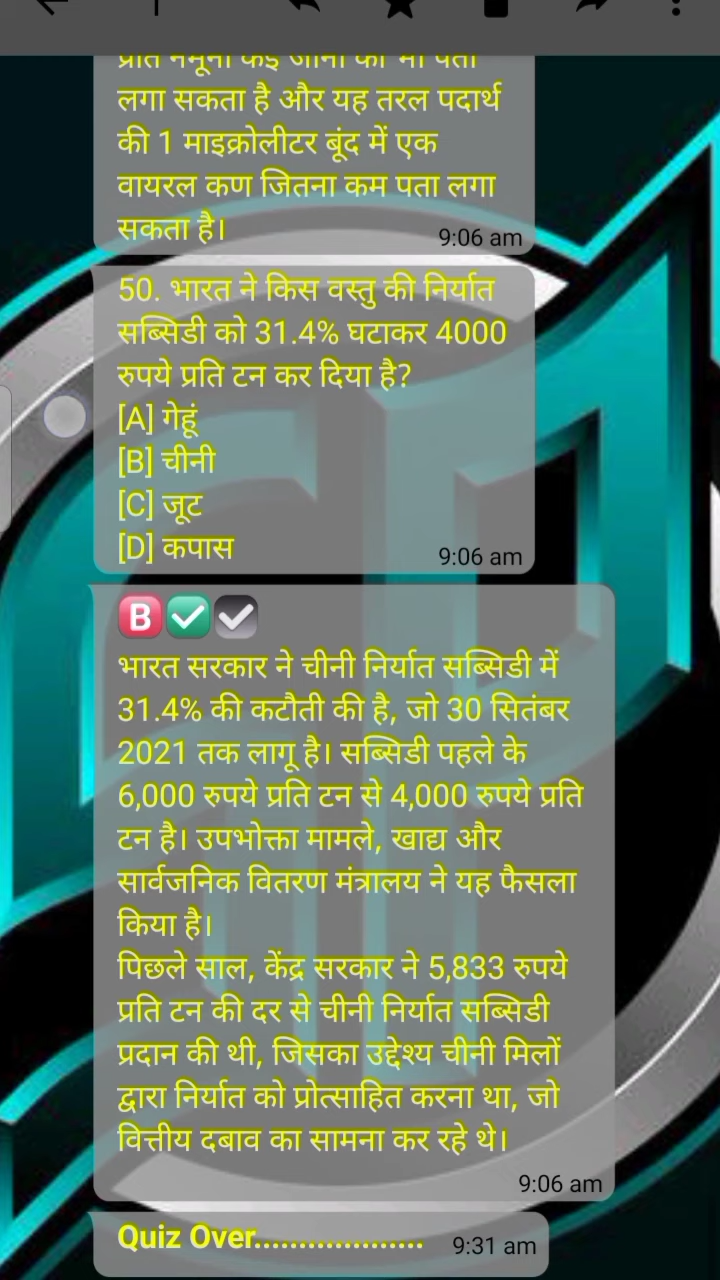 लगा सकता है और यह तरल पदार्थ
की 1 माइक्रोलीटर बूंद में एक
वायरल कण जितना कम पता लगा
सकता है।
9:06 am
50. भारत ने किस वस्तु की निर्यात
सब्सिडी को 31.4% घटाकर 4000
रुपये प्रति टन कर दिया है?
[A] गेहूं
[B] चीनी
[C] जूट
[D] कपास
9:06 am
🅱️✅☑️
भारत सरकार ने चीनी निर्यात सब्सिडी में
31.4% की कटौती की है, जो 30 सितंबर
2021 तक लागू है। सब्सिडी पहले के
6,000 रुपये प्रति टन से 4,000 रुपये प्रति
टन है। उपभोक्ता मामले, खाद्य और
सार्वजनिक वितरण मंत्रालय ने यह फैसला
किया है।
पिछले साल, केंद्र सरकार ने 5,833 रुपये
प्रति टन की दर से चीनी निर्यात सब्सिडी
प्रदान की थी, जिसका उद्देश्य चीनी मिलों
द्वारा निर्यात को प्रोत्साहित करना था, जो
वित्तीय दबाव का सामना कर रहे थे।
9:06 am
Quiz Over...................
9:31 am